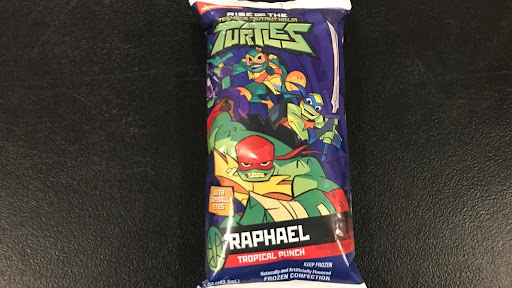 nickelodeon
RISE OF THE
TEENAGE MUTANT NINJA
TURTLES
WITH
GUMBALL
EYES
RAPHAEL
TROPICAL PUNCH
KEEP FROZEN
Naturally and Artificially Flavored
FROZEN CONFECTION